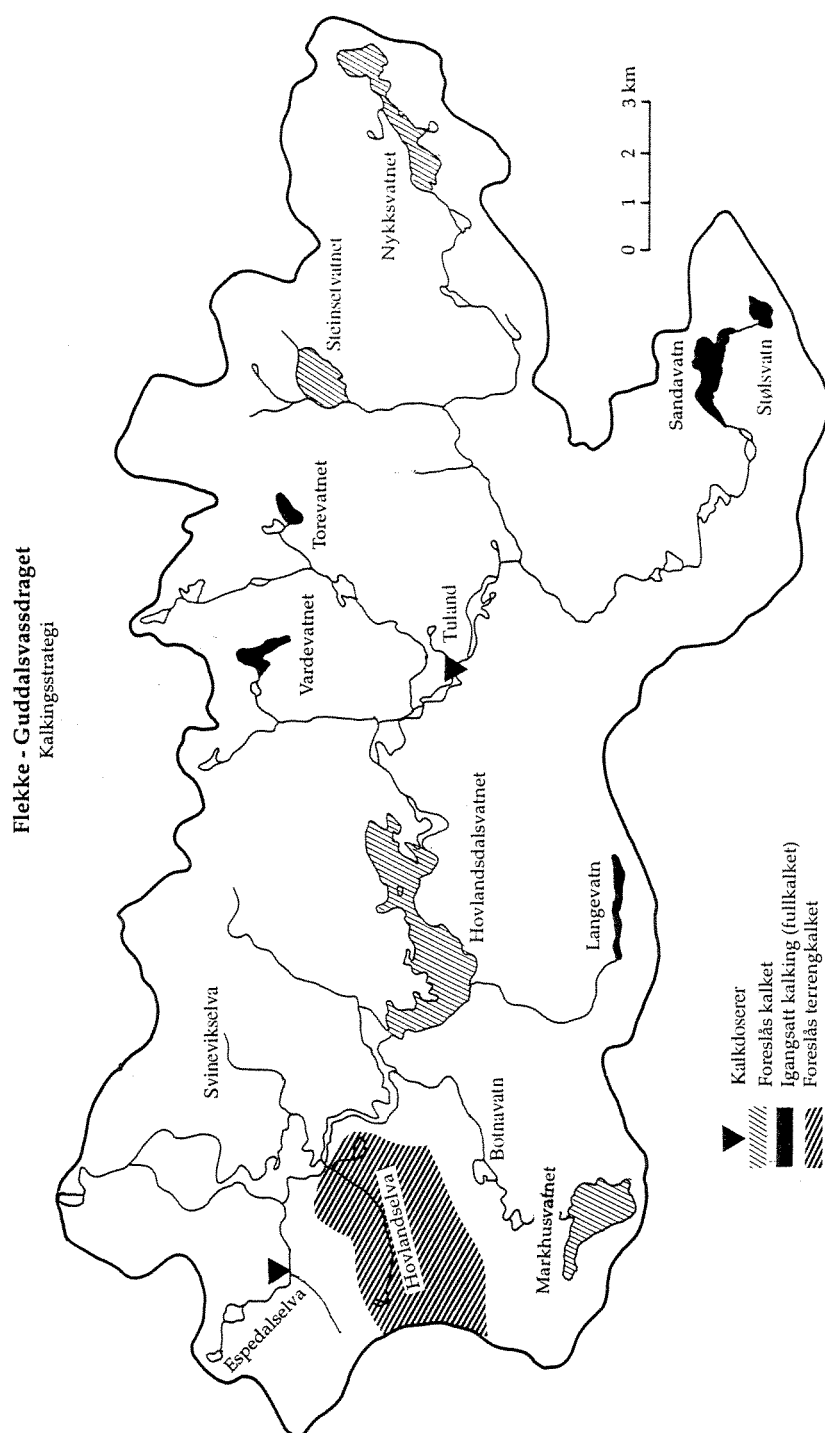 Flekke - Guddalsvassdraget
Kalkingsstrategi
Nykksvatnet
Steinsetvatnet
Torevatnet
Vardevatnet
Tuland
Sandavatn
Stølsvatn
Svinevikselva
Hovlandsdalsvatnet
Langevatn
Botnavatn
Espedalselva
Hovlandselva
Markhusvatnet
0 1 2 3 km
Kalkdoserer
Foreslås kalket
Igangsatt kalking (fullkalket)
Foreslås terrengkalket